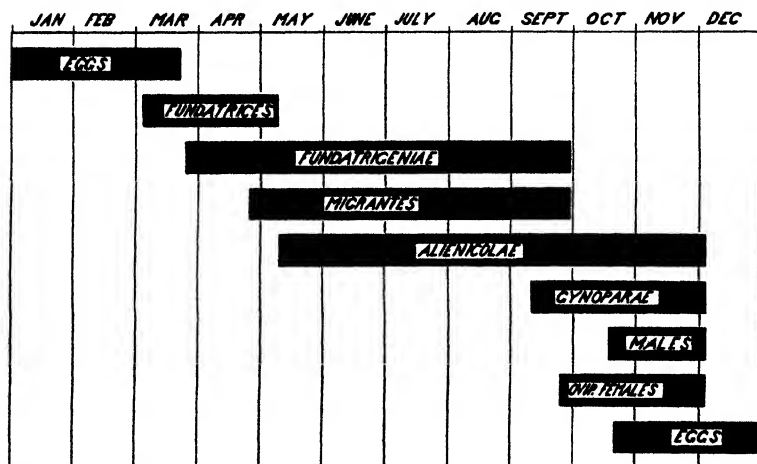 JAN FEB MAR APR MAY JUNE JULY AUG SEPT OCT NOV DEC
EGGS
FUNDATRICES
FUNDATRIGENIAE
MIGRANTES
ALIENICOLAE
GYNOPARAE
MALES
OVIP. FEMALES
EGGS